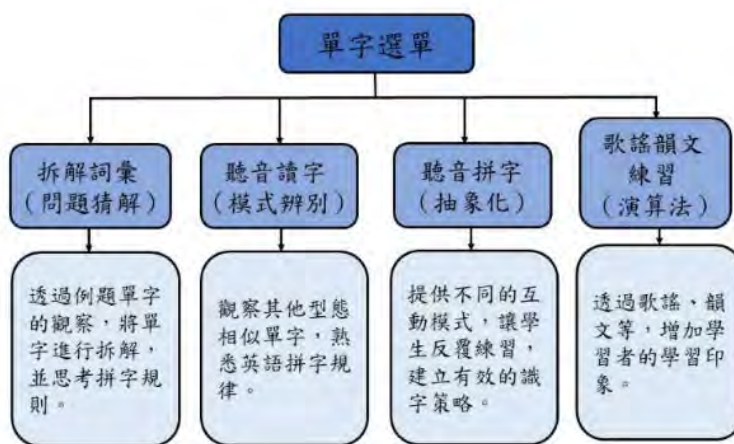 單字選單
拆解詞彙
(問題猜解)
透過例題單字
的觀察,將單
字進行拆解,
並思考拼字規
則。
聽音讀字
(模式辨別)
觀察其他型態
相似單字,熟
悉英語拼字規
律。
聽音拼字
(抽象化)
提供不同的互
動模式,讓學
生反覆練習,
建立有效的識
字策略。
歌謠韻文
練習
(演算法)
透過歌謠、韻
文等,增加學
習者的學習印
象。